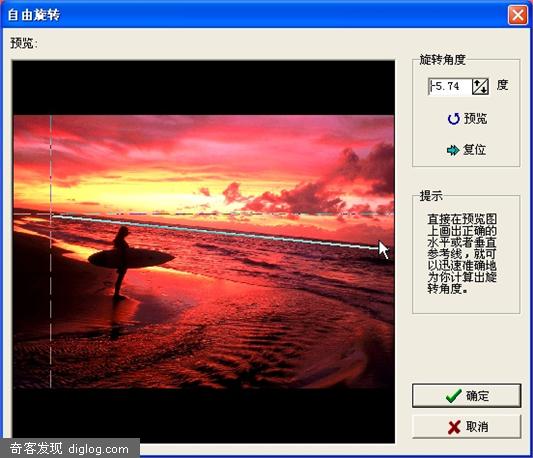 自由旋转
预览:
旋转角度
-5.74 度
预览
复位
提示
直接在预览图
上画出正确的
水平或者垂直
参考线，就可
以迅速准确地
为你计算出旋
转角度。
确定
取消
奇客发现 diglog.com